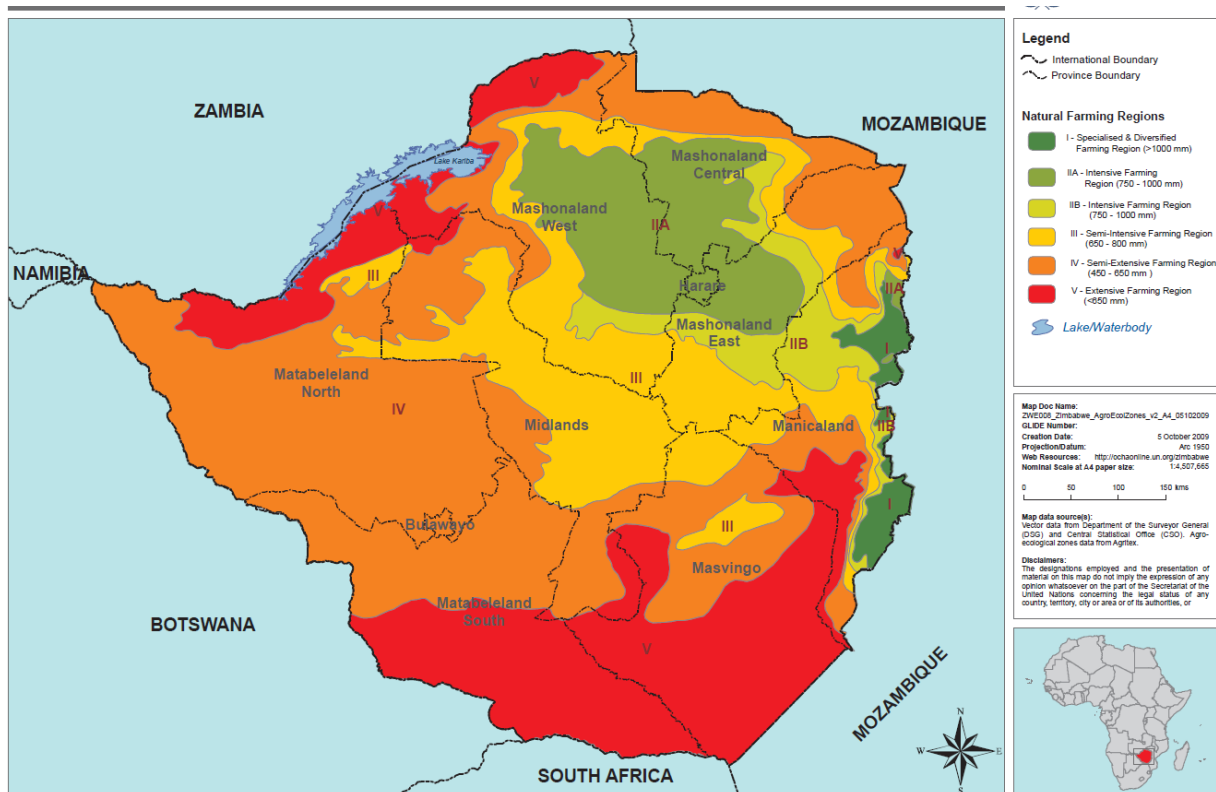 ZAMBIA
MOZAMBIQUE
NAMIBIA
BOTSWANA
SOUTH AFRICA
MOZAMBIQUE
Lake Kariba
V
V
III
Mashonaland
Central
Mashonaland
West
IIA
Harare
Mashonaland
East
IIB
V
IIA
I
III
Matabeleland
North
IV
Midlands
Manicaland
IIB
I
Bulawayo
III
Masvingo
Matabeleland
South
V
N
W
E
S
Legend
International Boundary
Province Boundary
Natural Farming Regions
I - Specialised & Diversified
Farming Region (>1000 mm)
IIA - Intensive Farming
Region (750 - 1000 mm)
IIB - Intensive Farming Region
(750 - 1000 mm)
III - Semi-Intensive Farming Region
(650 - 800 mm)
IV - Semi-Extensive Farming Region
(450 - 650 mm )
V - Extensive Farming Region
(<650 mm)
Lake/Waterbody
Map Doc Name:
ZWE008_Zimbabwe_AgroEcolZones_v2_A4_05102009
GLIDE Number:
Creation Date: 5 October 2009
Projection/Datum: Arc 1950
Web Resources: http://ochaonline.un.org/zimbabwe
Nominal Scale at A4 paper size: 1:4,507,665
0 50 100 150 kms
Map data source(s):
Vector data from Department of the Surveyor General
(DSG) and Central Statistical Office (CSO). Agro-
ecological zones data from Agritex.
Disclaimers:
The designations employed and the presentation of
material on this map do not imply the expression of any
opinion whatsoever on the part of the Secretariat of the
United Nations concerning the legal status of any
country, territory, city or area or of its authorities, or